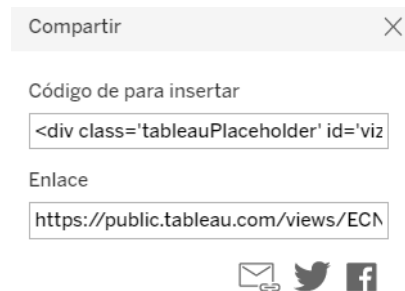 Compartir
Código de para insertar
<div class='tableauPlaceholder' id='viz
Enlace
https://public.tableau.com/views/ECN